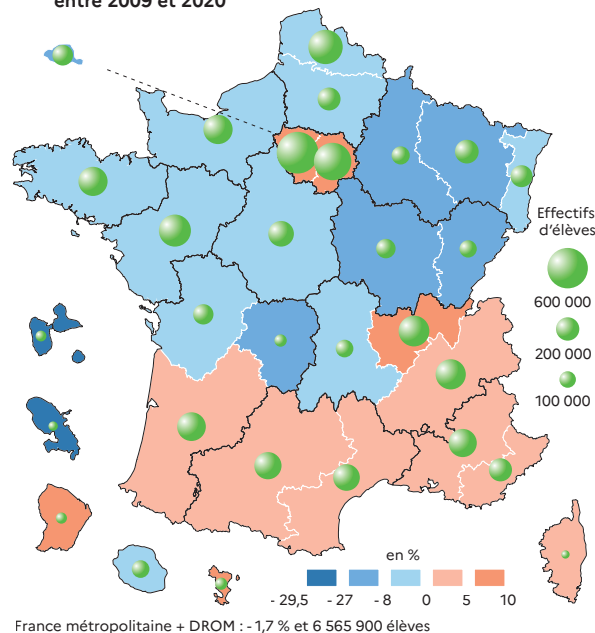 entre 2009 et 2020
Effectifs
d'élèves
600 000
200 000
100 000
en %
- 29,5 - 27 - 8 0 5 10
France métropolitaine + DROM : - 1,7 % et 6 565 900 élèves